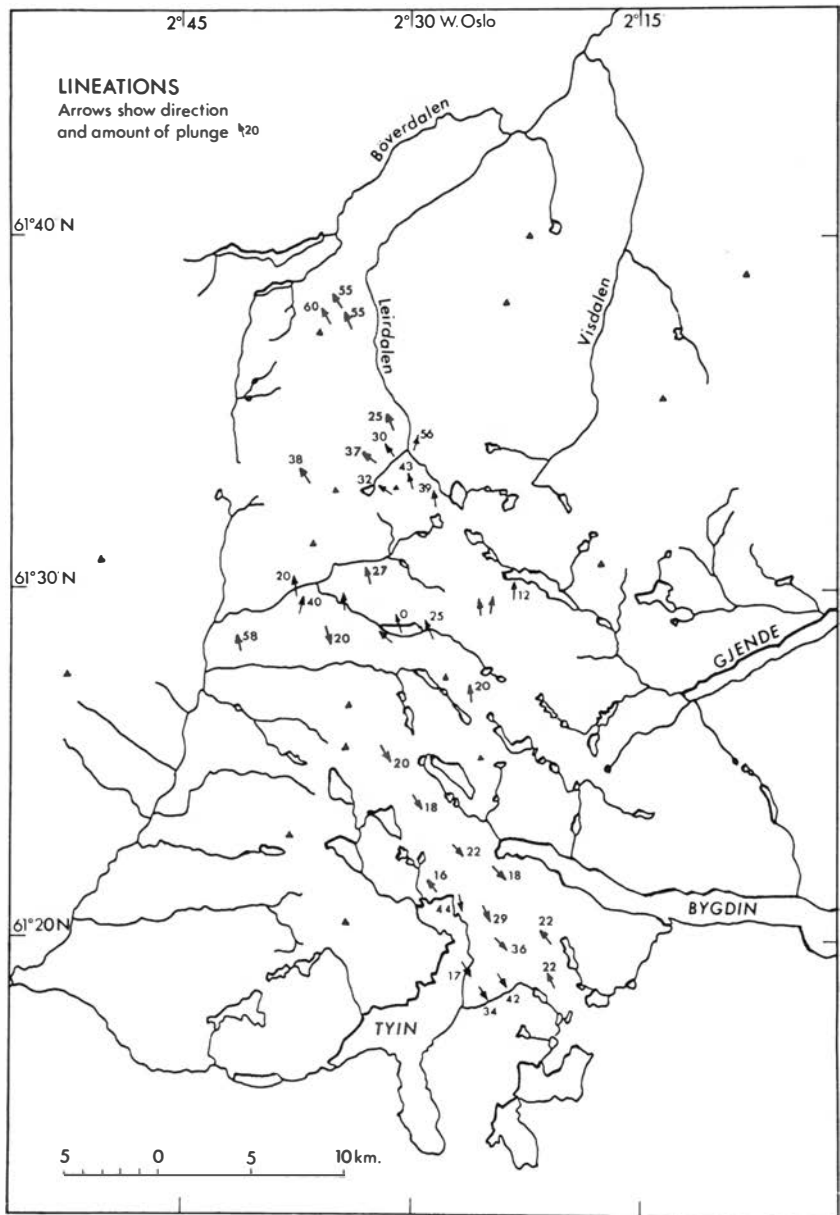 2°45
2°30 W. Oslo
2°15
LINEATIONS
Arrows show direction
and amount of plunge 20
Böverdalen
61°40' N
55
60
55
Leirdalen
Visdalen
25
30
56
37
38
43
32
39
61°30' N
20
27
40
12
0
25
58
20
GJENDE
20
20
18
22
16
18
44
BYGDIN
29
22
61°20 N
36
22
17
42
34
TYIN
5 0 5 10 km.